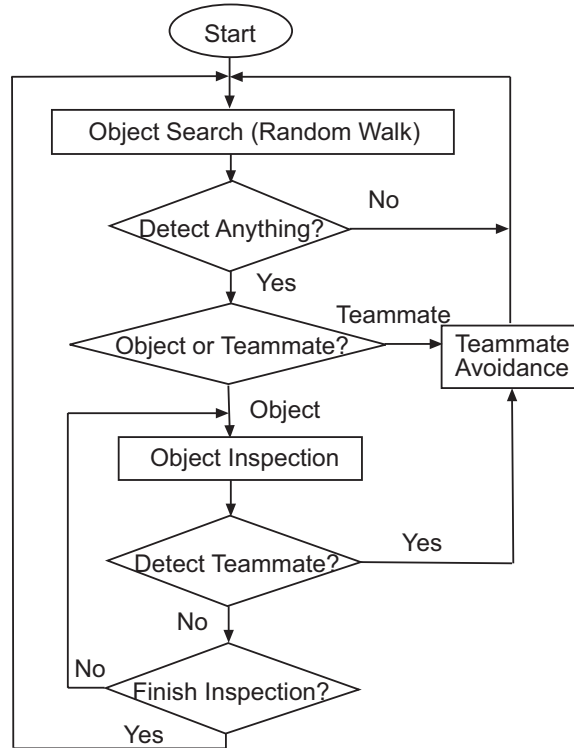 Start
Object Search (Random Walk)
No
Detect Anything?
Yes
Teammate
Object or Teammate?
Teammate
Avoidance
Object
Object Inspection
Yes
Detect Teammate?
No
No
Finish Inspection?
Yes